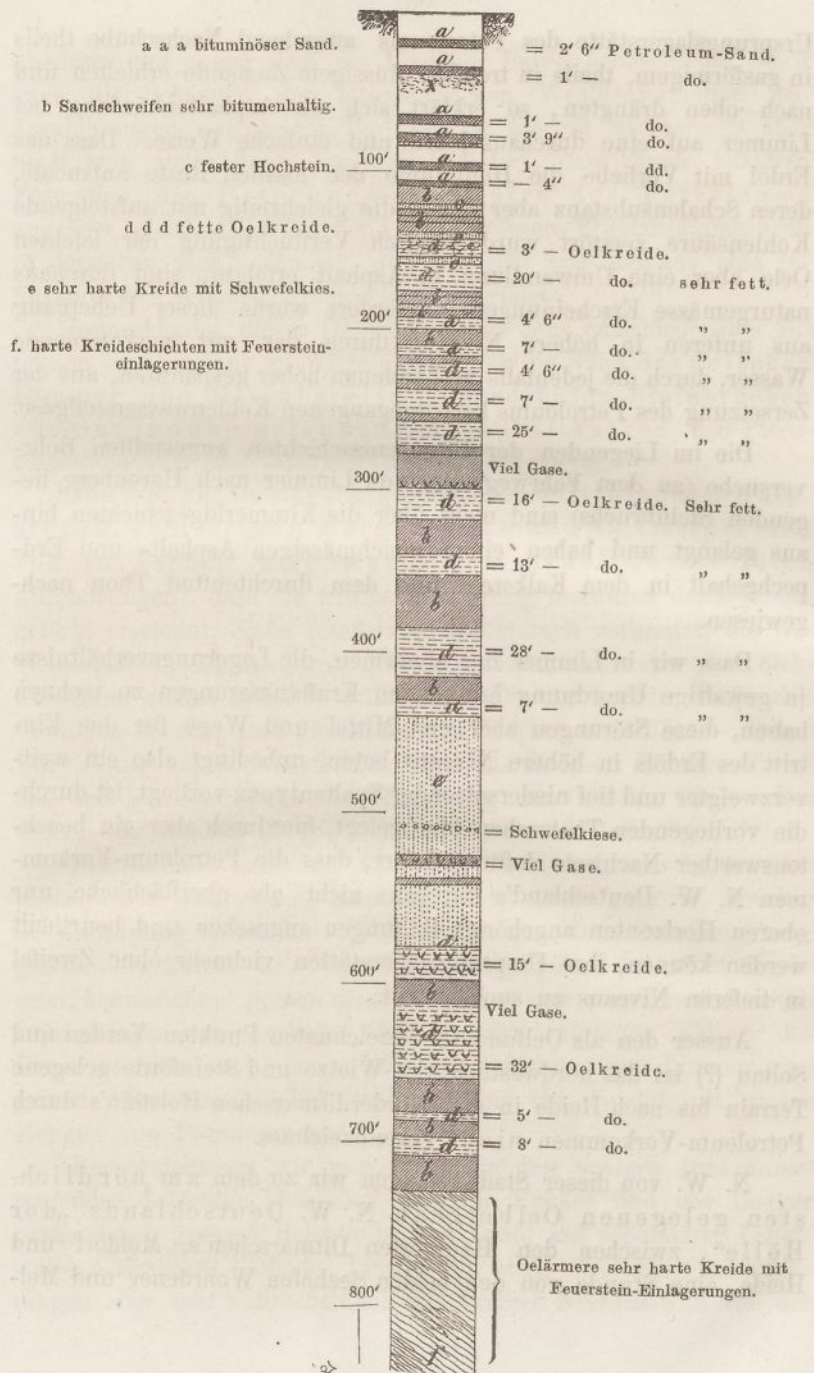 a a a bituminöser Sand.
b Sandschweifen sehr bitumenhaltig.
c fester Hochstein.
d d d fette Oelkreide.
e sehr harte Kreide mit Schwefelkies.
f. harte Kreideschichten mit Feuerstein-
einlagerungen.
100'
200'
300'
400'
500'
600'
700'
800'
a
a
x
a
a
a
a
b
b
d
d
b
d
d
d
d
d
b
d
b
d
b
d
e
d
b
d
b
d
b
d
b
f
= 2' 6" Petroleum-Sand.
= 1' — do.
= 1' — do.
= 3' 9" do.
= 1' — dd.
= — 4" do.
= 3' — Oelkreide.
= 20' — do. sehr fett.
= 4' 6" do. „ „
= 7' — do. „ „
= 4' 6" do. „ „
= 7' — do. „ „
= 25' — do. „ „
Viel Gase.
= 16' — Oelkreide. Sehr fett.
= 13' — do. „ „
= 28' — do. „ „
= 7' — do. „ „
= Schwefelkiese.
= Viel Gase.
= 15' — Oelkreide.
Viel Gase.
= 32' — Oelkreide.
= 5' — do.
= 8' — do.
Oelärmere sehr harte Kreide mit
Feuerstein-Einlagerungen.